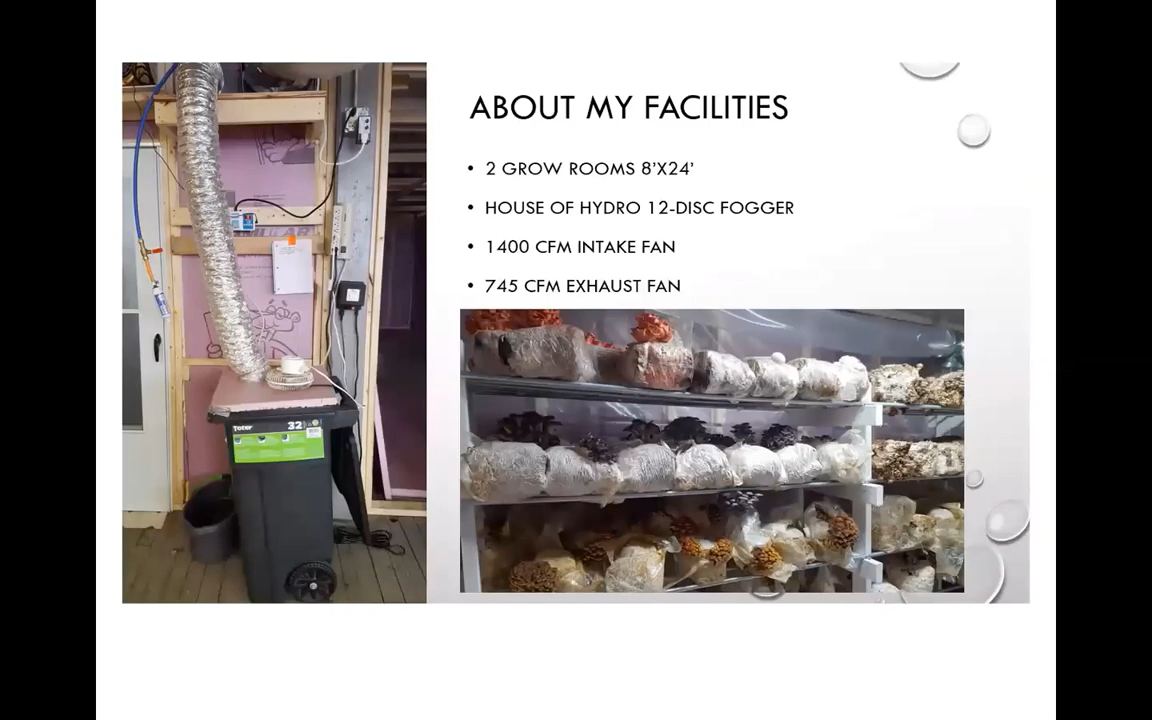 ABOUT MY FACILITIES
• 2 GROW ROOMS 8’X24’
• HOUSE OF HYDRO 12-DISC FOGGER
• 1400 CFM INTAKE FAN
• 745 CFM EXHAUST FAN
Toter 32